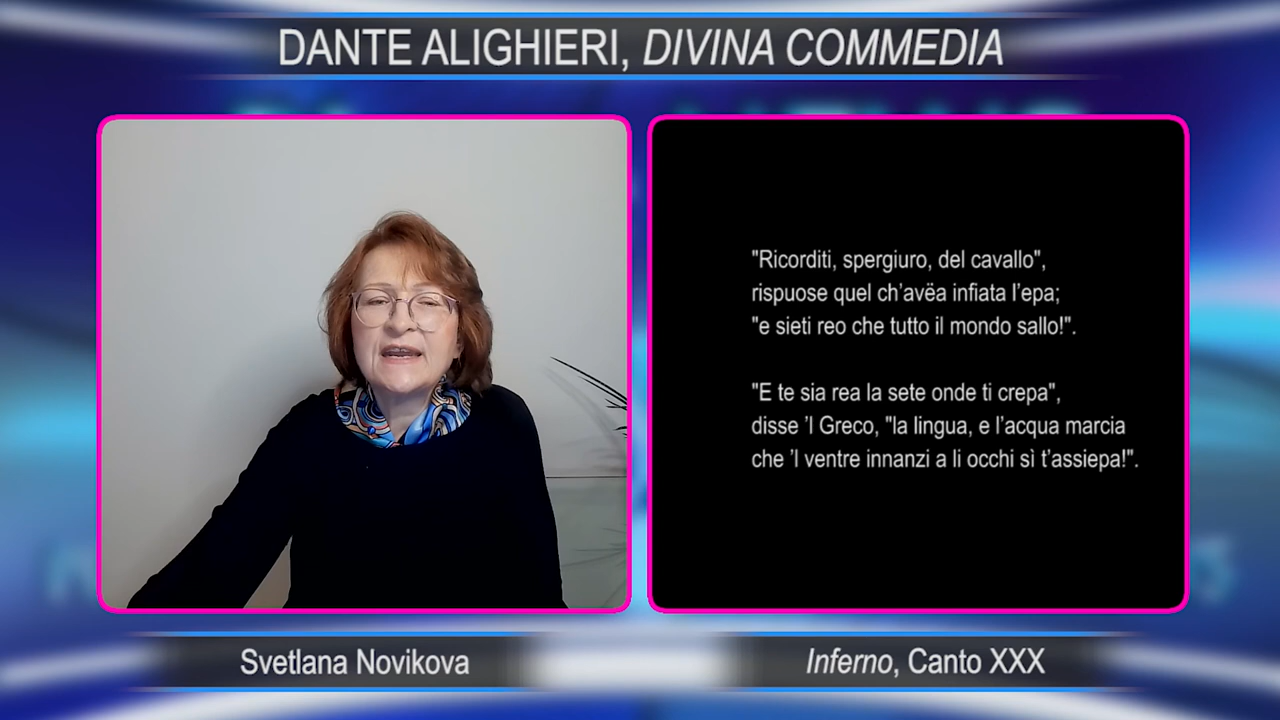 DANTE ALIGHIERI, DIVINA COMMEDIA
"Ricorditi, spergiuro, del cavallo",
rispuose quel ch’avëa infiata l’epa;
"e sieti reo che tutto il mondo sallo!".
"E te sia rea la sete onde ti crepa",
disse ’l Greco, "la lingua, e l’acqua marcia
che ’l ventre innanzi a li occhi sì t’assiepa!".
Svetlana Novikova
Inferno, Canto XXX